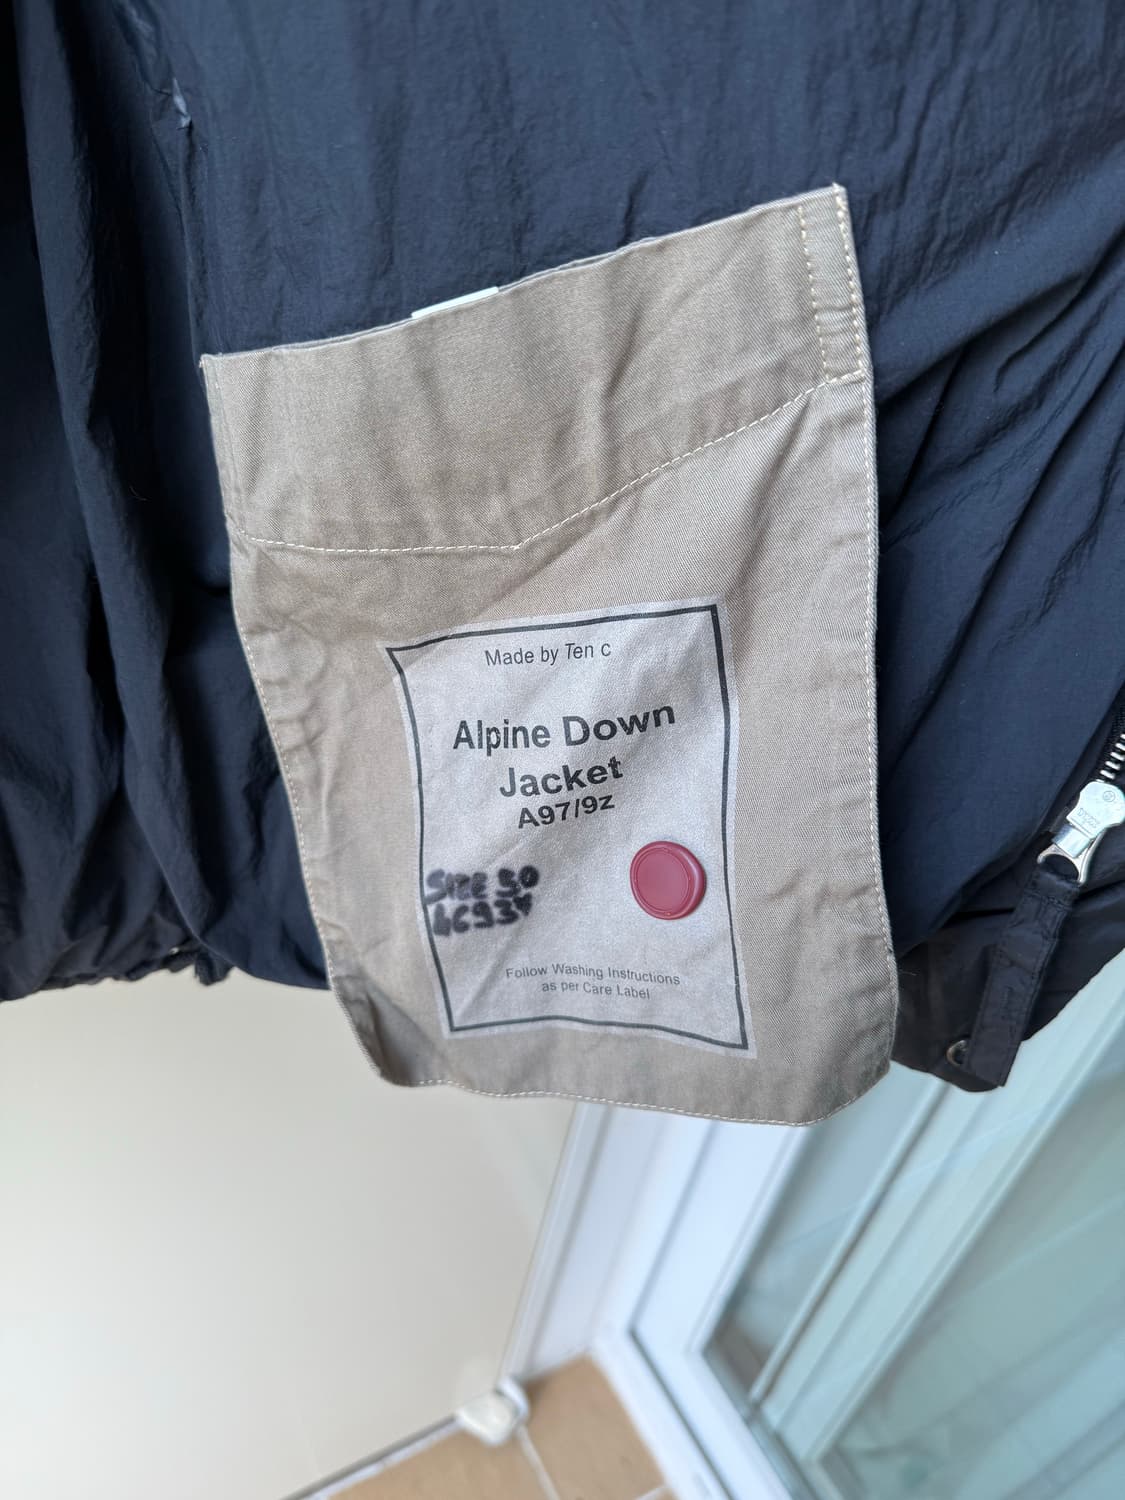 Made by Ten c
Alpine Down
Jacket
A97/9z
SIZE 50
Follow Washing Instructions
as per Care Label